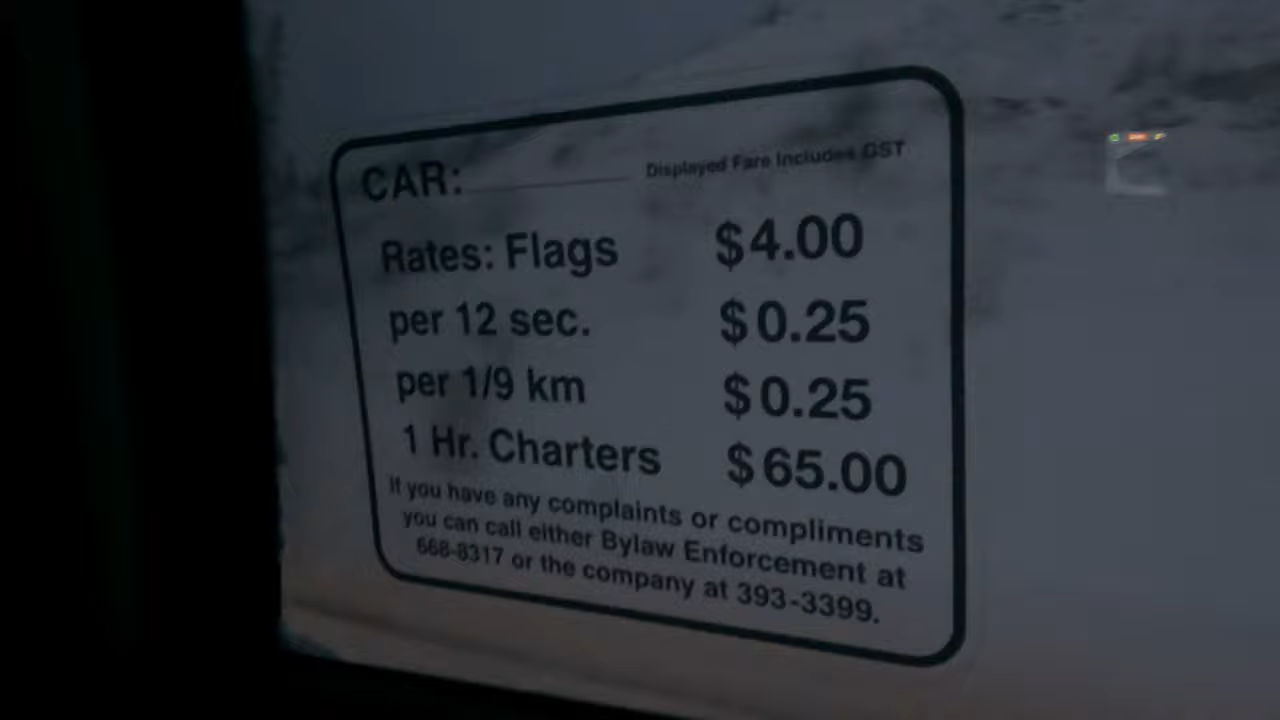 CAR: Displayed Fare Includes GST
Rates: Flags $4.00
per 12 sec. $0.25
per 1/9 km $0.25
1 Hr. Charters $65.00
If you have any complaints or compliments
you can call either Bylaw Enforcement at
668-8317 or the company at 393-3399.